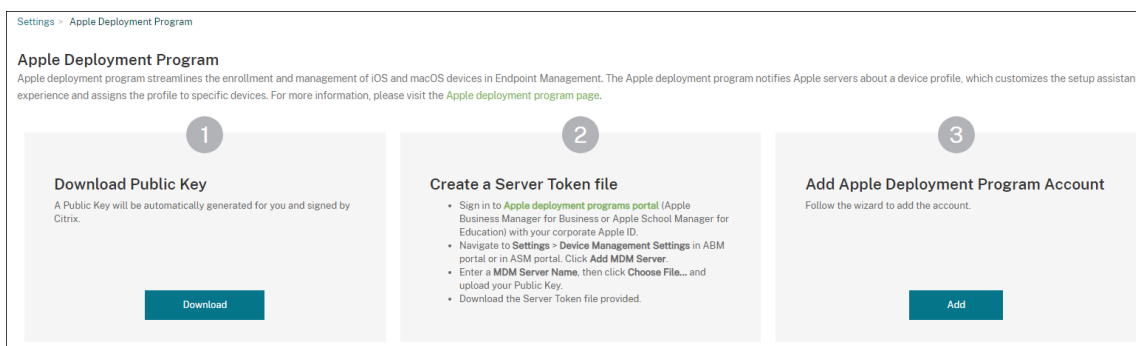 Settings > Apple Deployment Program
Apple Deployment Program
Apple deployment program streamlines the enrollment and management of iOS and macOS devices in Endpoint Management. The Apple deployment program notifies Apple servers about a device profile, which customizes the setup assistan
experience and assigns the profile to specific devices. For more information, please visit the Apple deployment program page.
1
Download Public Key
A Public Key will be automatically generated for you and signed by
Citrix.
Download
2
Create a Server Token file
• Sign in to Apple deployment programs portal (Apple
Business Manager for Business or Apple School Manager for
Education) with your corporate Apple ID.
• Navigate to Settings > Device Management Settings in ABM
portal or in ASM portal. Click Add MDM Server.
• Enter a MDM Server Name, then click Choose File... and
upload your Public Key.
• Download the Server Token file provided.
3
Add Apple Deployment Program Account
Follow the wizard to add the account.
Add